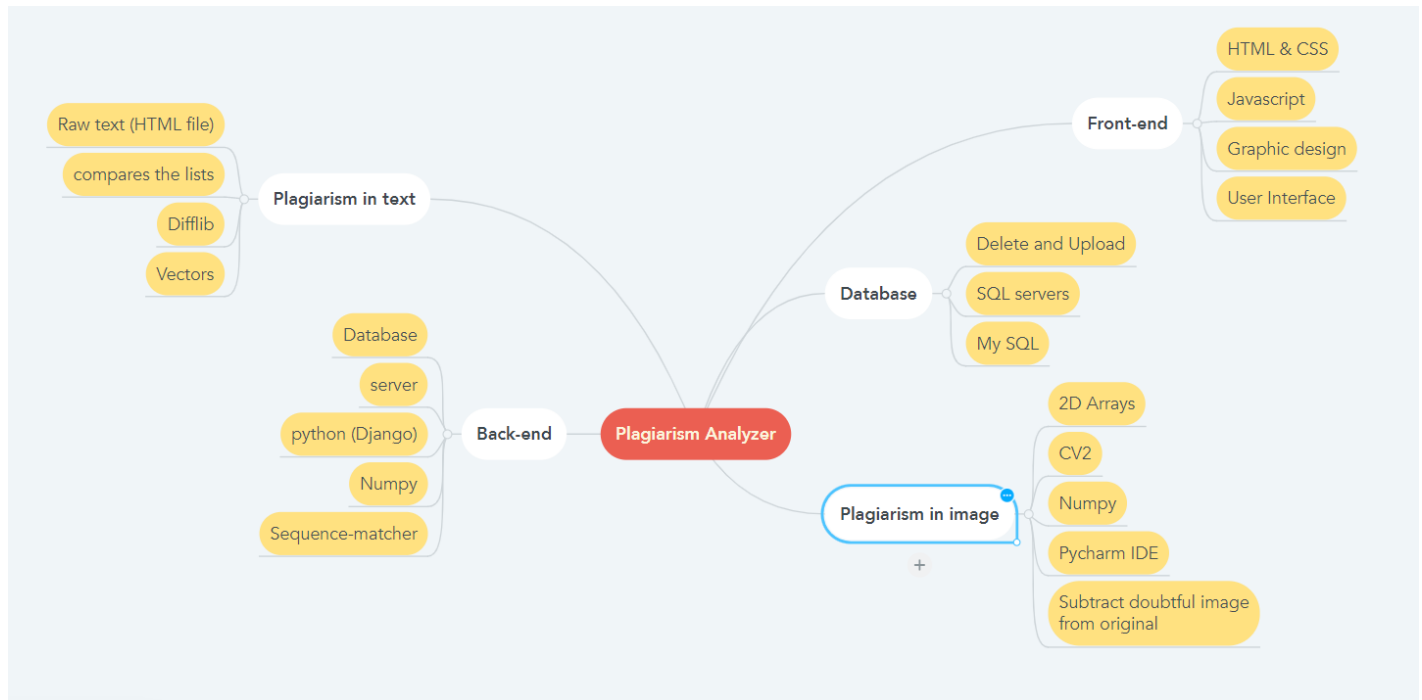 Plagiarism Analyzer
Plagiarism in text
Raw text (HTML file)
compares the lists
Difflib
Vectors
Back-end
Database
server
python (Django)
Numpy
Sequence-matcher
Front-end
HTML & CSS
Javascript
Graphic design
User Interface
Database
Delete and Upload
SQL servers
My SQL
Plagiarism in image
2D Arrays
CV2
Numpy
Pycharm IDE
Subtract doubtful image
from original
+